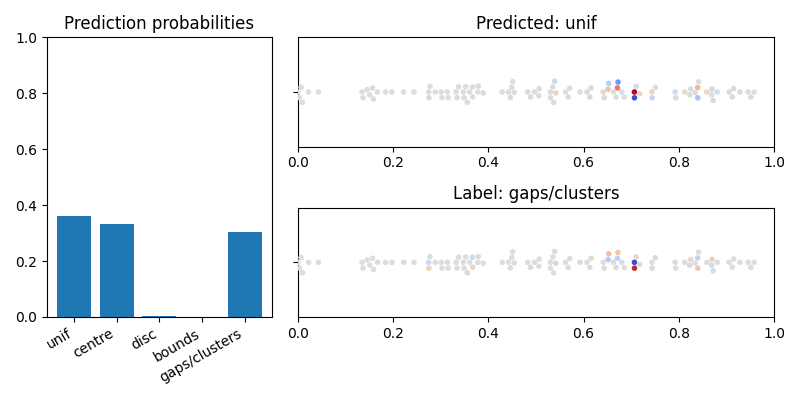 Prediction probabilities
1.0
0.8
0.6
0.4
0.2
0.0
unif
centre
disc
bounds
gaps/clusters
Predicted: unif
0.0 0.2 0.4 0.6 0.8 1.0
Label: gaps/clusters
0.0 0.2 0.4 0.6 0.8 1.0